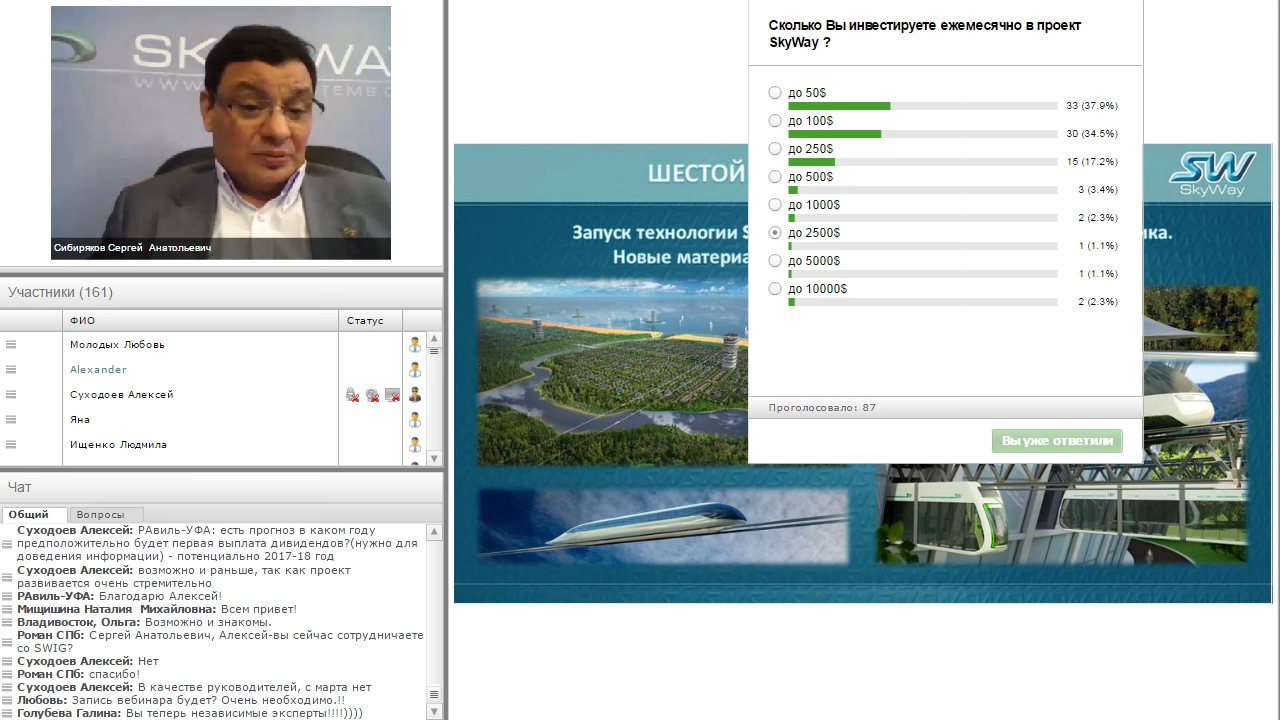 SKYWAY
WWW
TEMS.C
Сибиряков Сергей Анатольевич
Участники (161)
ФИО
Статус
Молодых Любовь
Alexander
Суходоев Алексей
Яна
Ищенко Людмила
Чат
Общий
Вопросы
Суходоев Алексей: РАвиль-УФА: есть прогноз в каком году
предположительно будет первая выплата дивидендов?(нужно для
доведения информации) - потенциально 2017-18 год
Суходоев Алексей: возможно и раньше, так как проект
развивается очень стремительно
РАвиль-УФА: Благодарю Алексей!
Мищишина Наталия Михайловна: Всем привет!
Владивосток, Ольга: Возможно и знакомы.
Роман СПб: Сергей Анатольевич, Алексей-вы сейчас сотрудничаете
со SWIG?
Суходоев Алексей: Нет
Роман СПб: спасибо!
Суходоев Алексей: В качестве руководителей, с марта нет
Любовь: Запись вебинара будет? Очень необходимо.!!
Голубева Галина: Вы теперь независимые эксперты!!!!))))
ШЕСТОЙ
SW
SkyWay
Запуск технологии S
ика.
Новые материа
Сколько Вы инвестируете ежемесячно в проект
SkyWay ?
до 50$
33 (37.9%)
до 100$
30 (34.5%)
до 250$
15 (17.2%)
до 500$
3 (3.4%)
до 1000$
2 (2.3%)
до 2500$
1 (1.1%)
до 5000$
1 (1.1%)
до 10000$
2 (2.3%)
Проголосовало: 87
Вы уже ответили